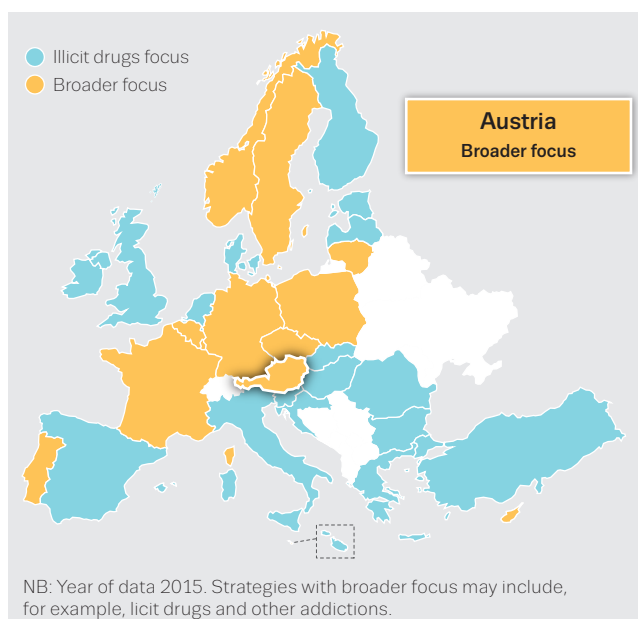 Illicit drugs focus
Broader focus
Austria
Broader focus
NB: Year of data 2015. Strategies with broader focus may include,
for example, licit drugs and other addictions.